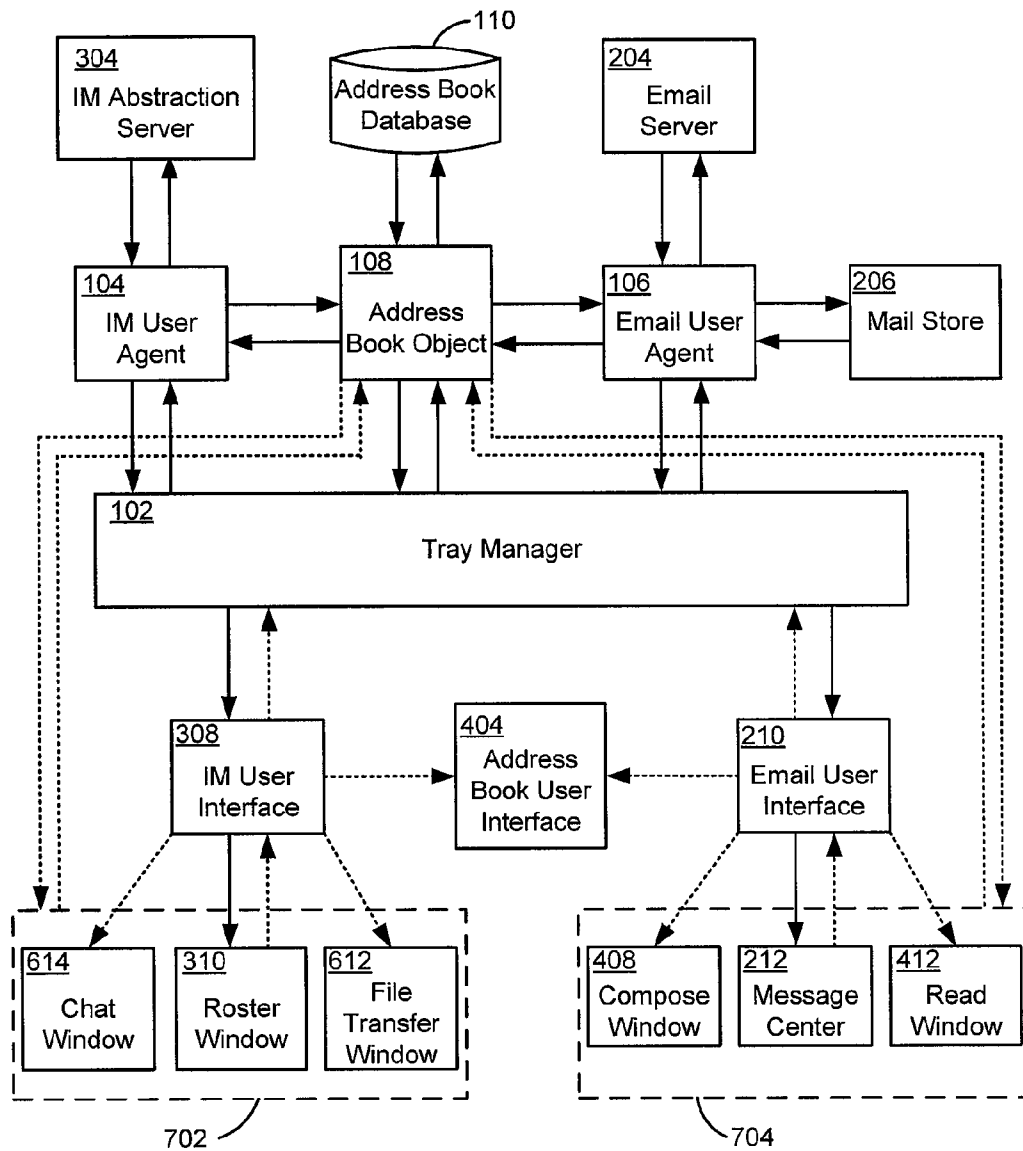 110
304
IM Abstraction
Server
Address Book
Database
204
Email
Server
104
IM User
Agent
108
Address
Book Object
106
Email User
Agent
206
Mail Store
102
Tray Manager
308
IM User
Interface
404
Address
Book User
Interface
210
Email User
Interface
614
Chat
Window
310
Roster
Window
612
File
Transfer
Window
408
Compose
Window
212
Message
Center
412
Read
Window
702
704